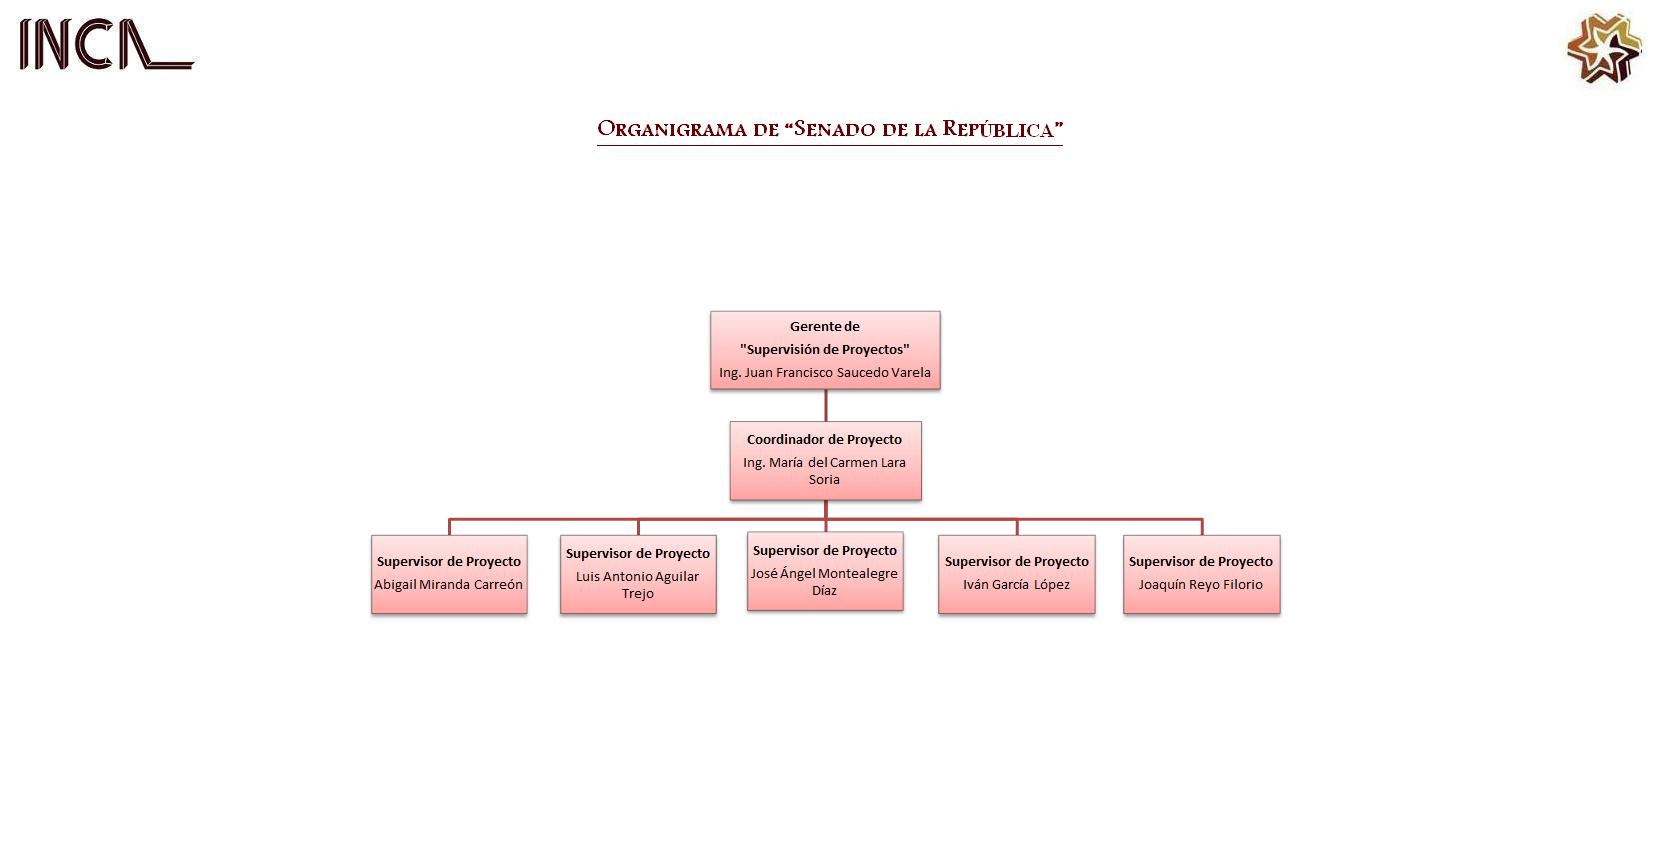 INCA
ORGANIGRAMA DE “SENADO DE LA REPÚBLICA”
Gerente de
"Supervisión de Proyectos"
Ing. Juan Francisco Saucedo Varela
Coordinador de Proyecto
Ing. María del Carmen Lara
Soria
Supervisor de Proyecto
Abigail Miranda Carreón
Supervisor de Proyecto
Luis Antonio Aguilar
Trejo
Supervisor de Proyecto
José Ángel Montealegre
Díaz
Supervisor de Proyecto
Iván García López
Supervisor de Proyecto
Joaquín Reyo Filorio